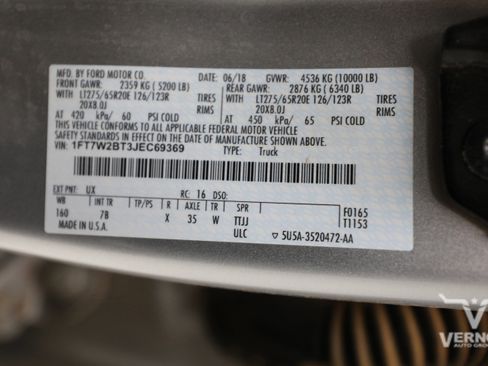 MFD. BY FORD MOTOR CO.
06/18 GVWR: 4536 KG (10000 LB)
FRONT GAWR: 2359 KG (5200 LB) REAR GAWR: 2876 KG (6340 LB)
WITH LT275/65R20E 126/123R TIRES WITH LT275/65R20E 126/123R TIRES
20X8.0J RIMS 20X8.0J RIMS
AT 420 kPa/ 60 PSI COLD AT 450 kPa/ 65 PSI COLD
THIS VEHICLE CONFORMS TO ALL APPLICABLE FEDERAL MOTOR VEHICLE
SAFETY STANDARDS IN EFFECT ON THE DATE OF MANUFACTURE SHOWN ABOVE.
VIN: 1FT7W2BT3JEC69369 TYPE: Truck
EXT PNT: UX RC: 16 DSO:
WB INT TR TP/PS R AXLE TR SPR
160 7B X 35 W TTJJ
ULC
F0165
T1153
MADE IN U.S.A. ▽ 5U5A-3520472-AA
VERNO
AUTO GROU